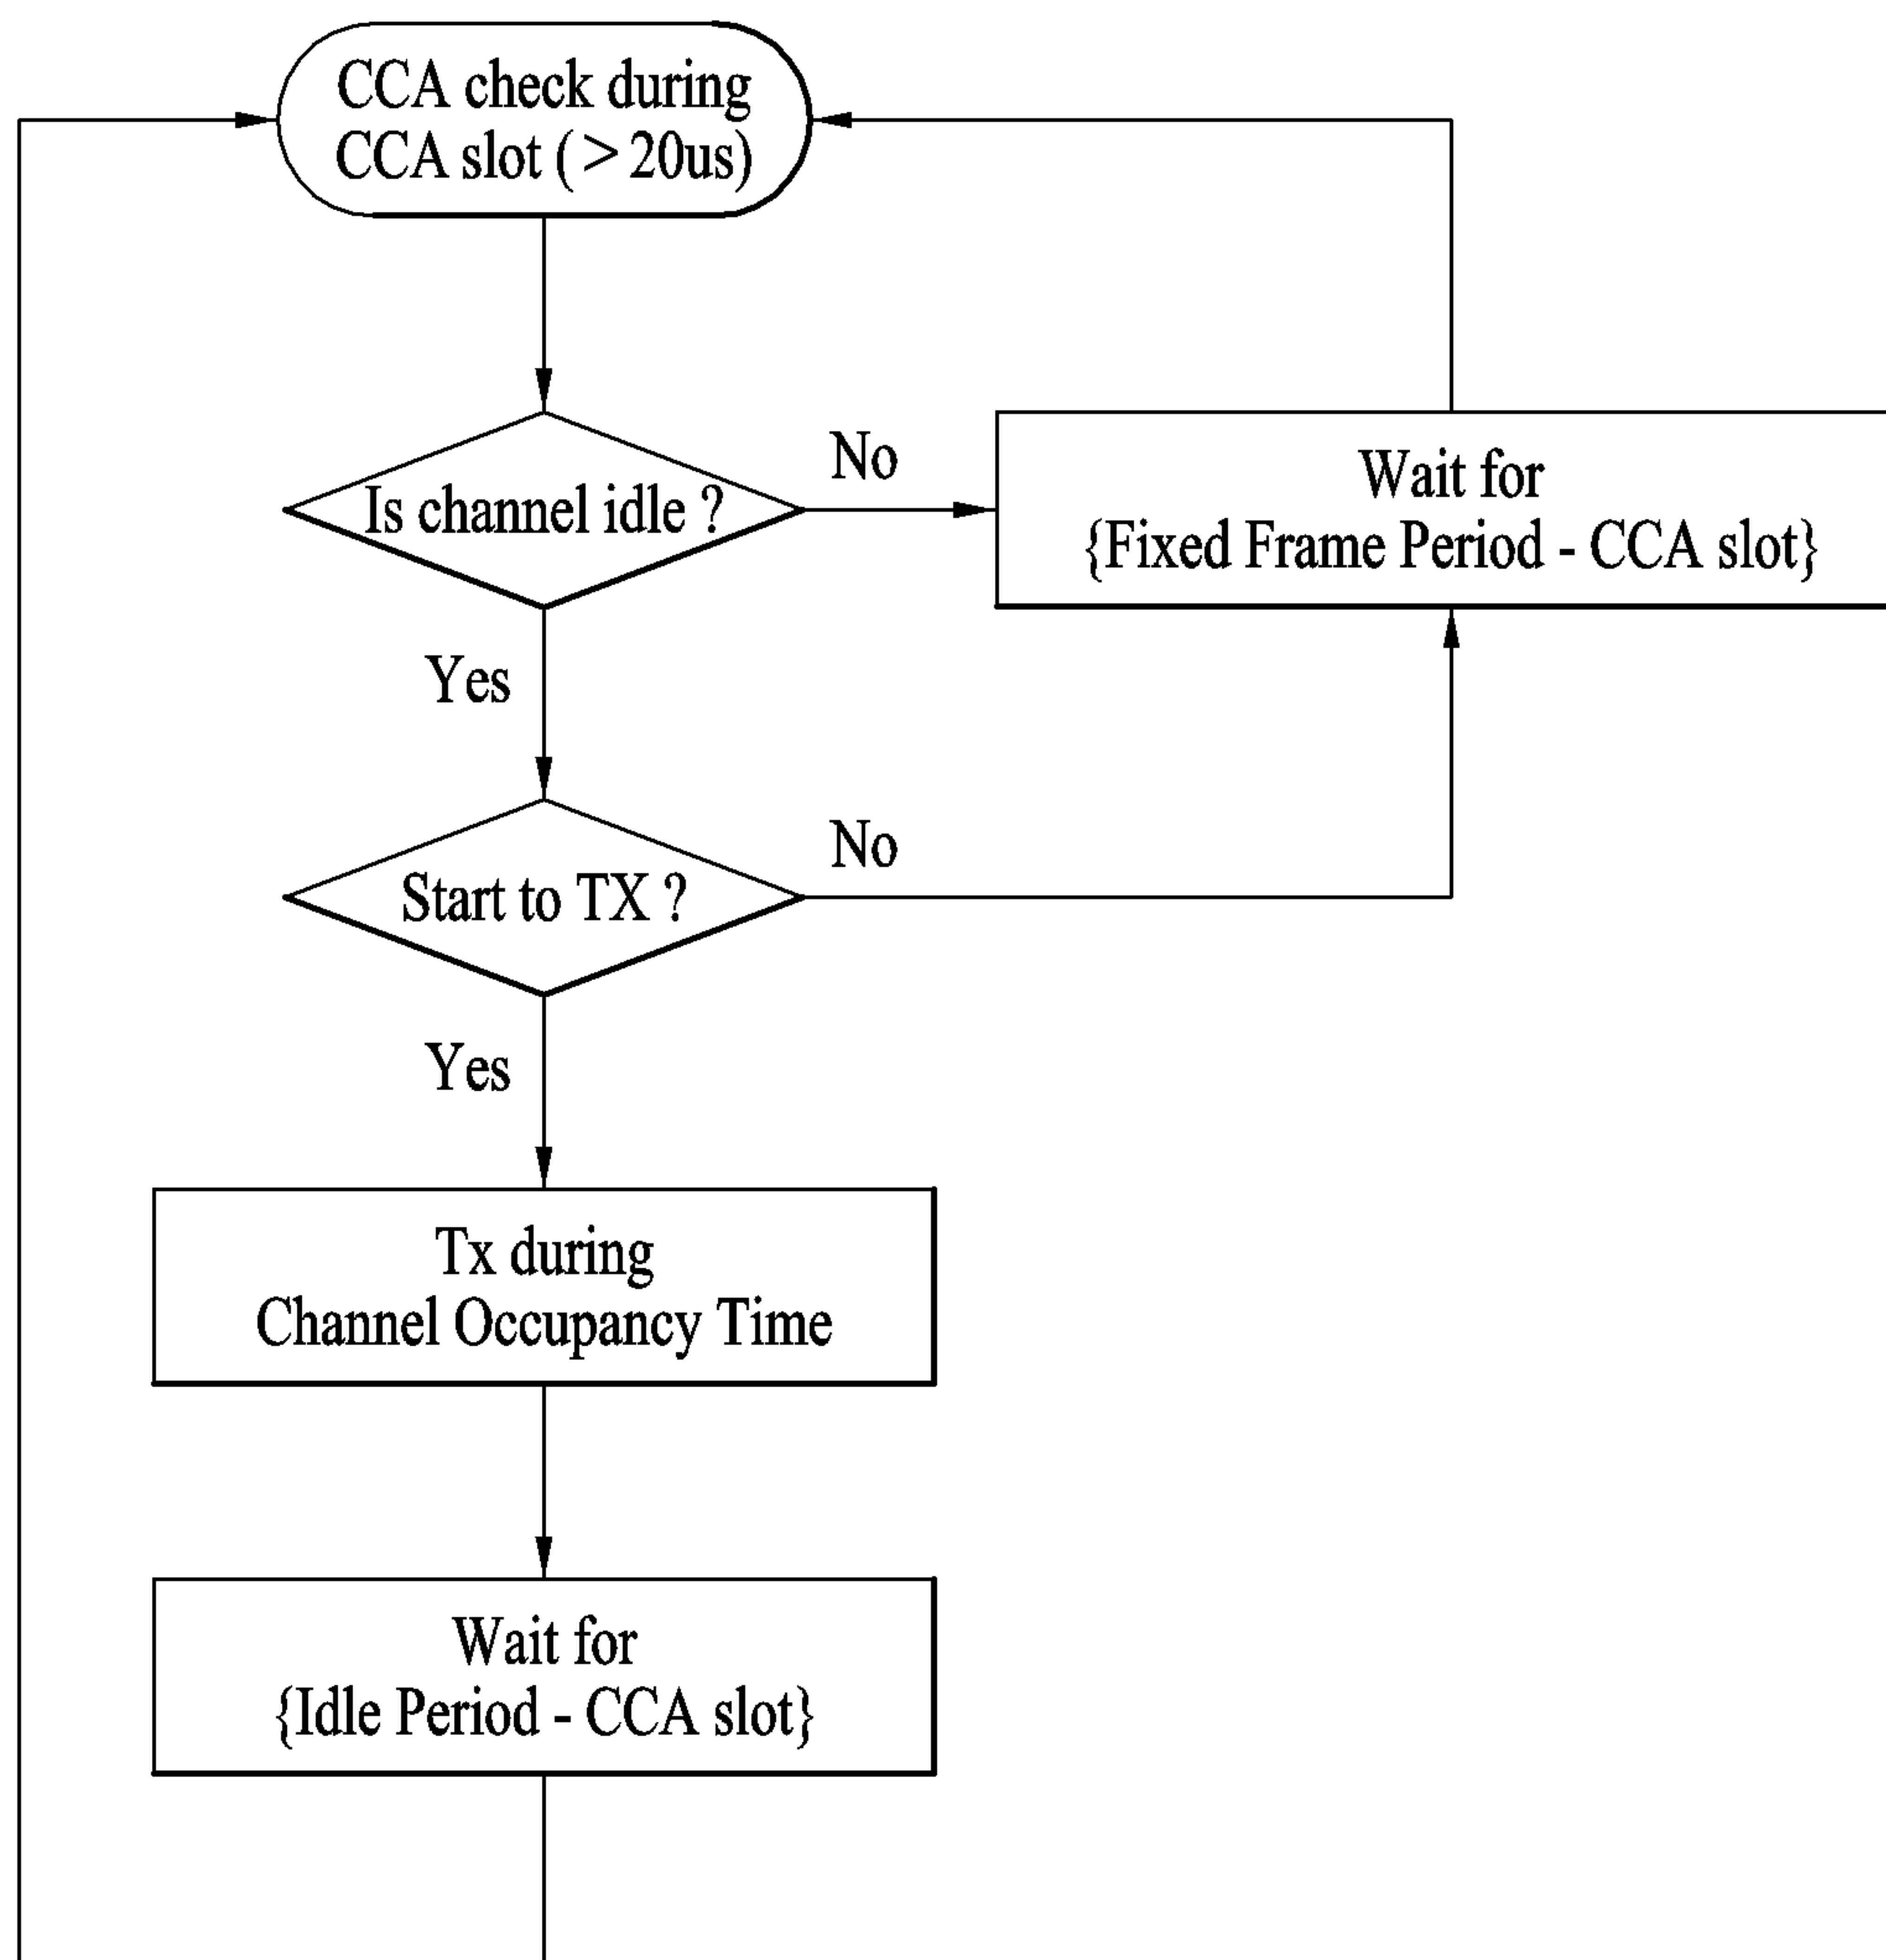 CCA check during
CCA slot ( > 20us)
Is channel idle ?
No
Wait for
{Fixed Frame Period - CCA slot}
Yes
Start to TX ?
No
Yes
Tx during
Channel Occupancy Time
Wait for
{Idle Period - CCA slot}